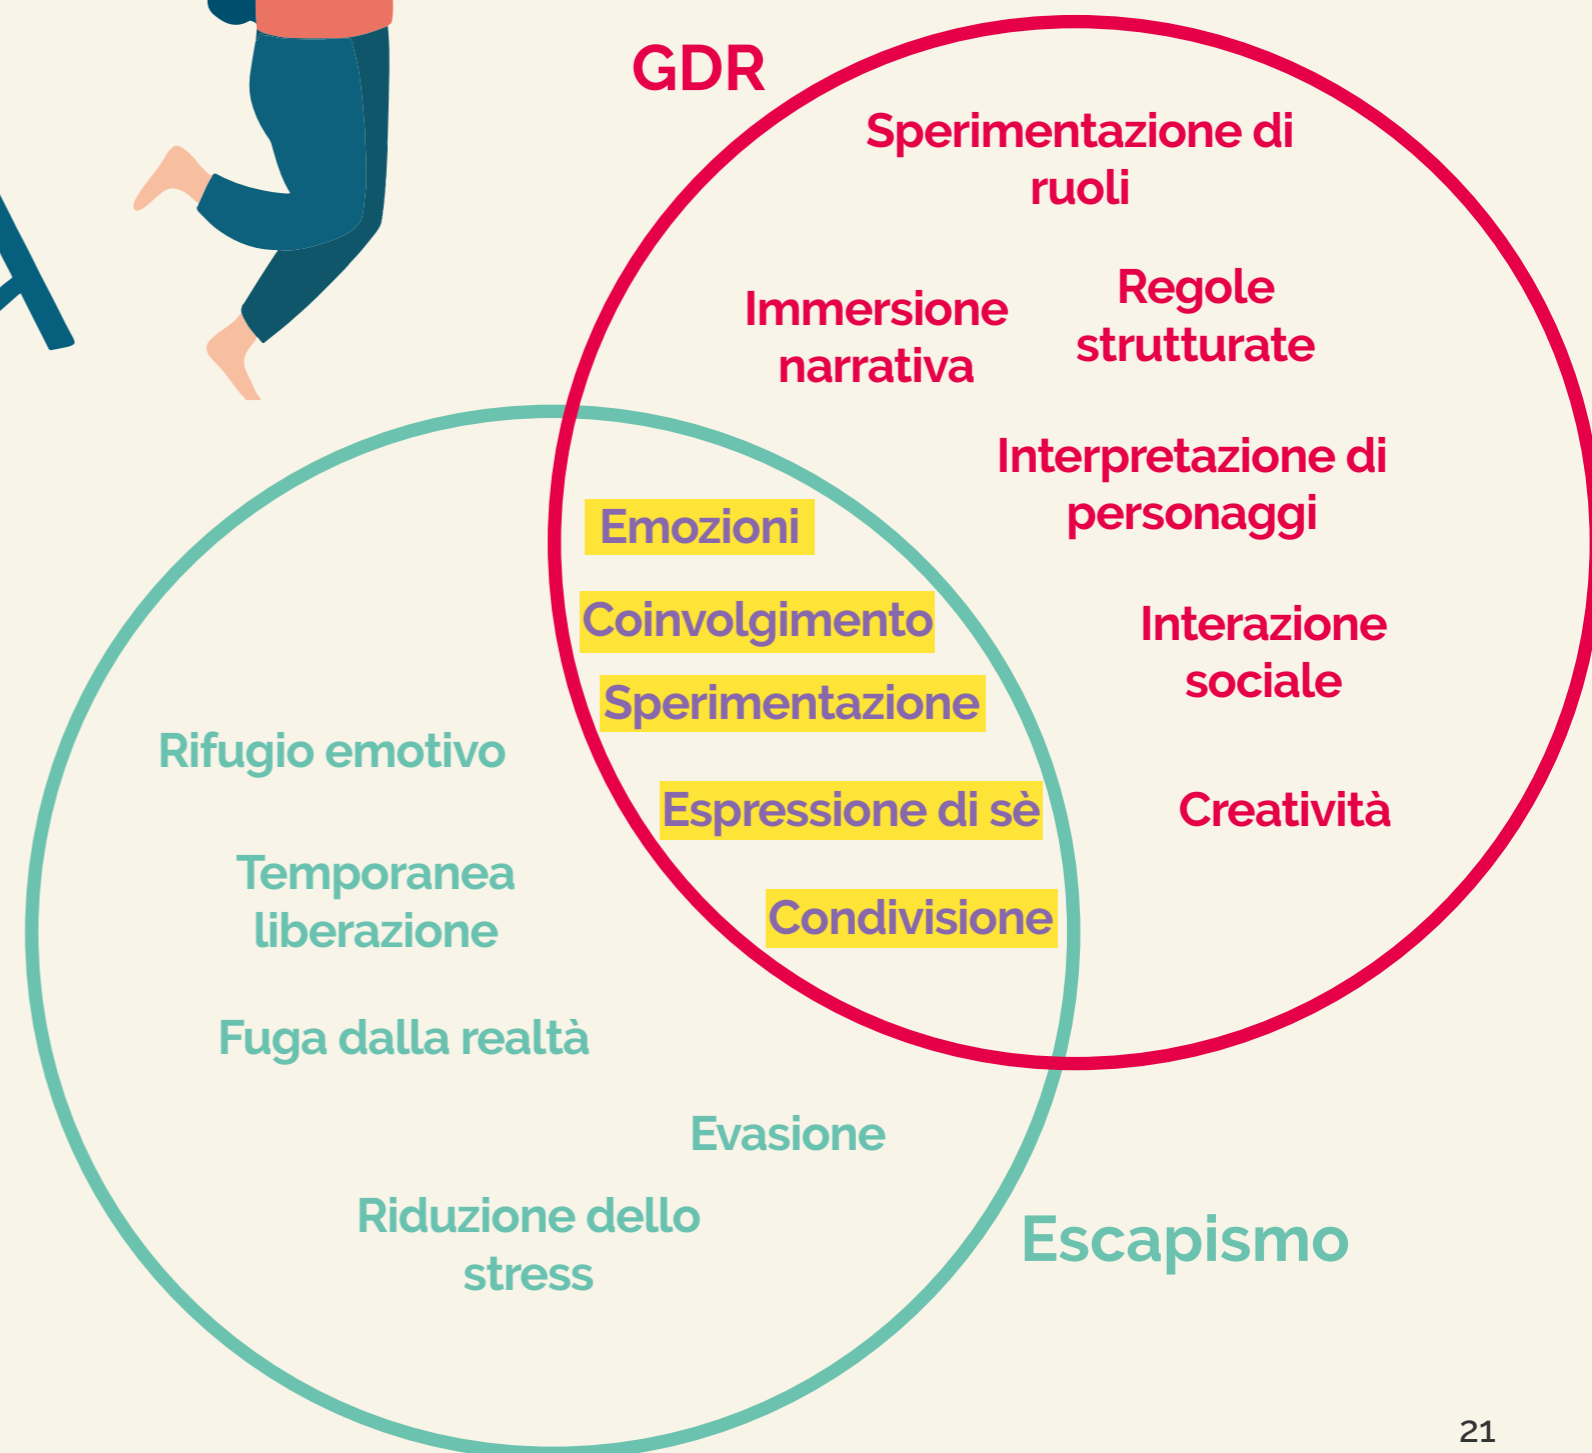 GDR
Sperimentazione di
ruoli
Immersione
narrativa
Regole
strutturate
Interpretazione di
personaggi
Interazione
sociale
Creatività
Emozioni
Coinvolgimento
Sperimentazione
Espressione di sè
Condivisione
Rifugio emotivo
Temporanea
liberazione
Fuga dalla realtà
Evasione
Riduzione dello
stress
Escapismo
21